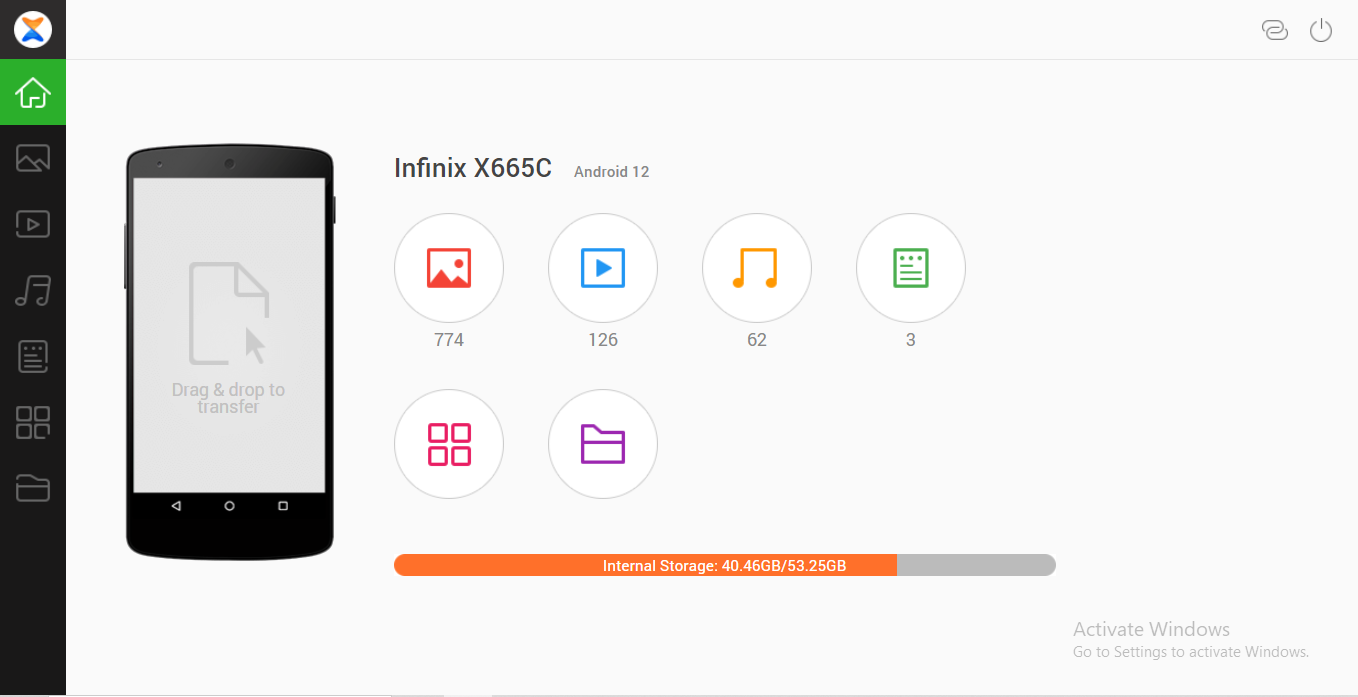 Infinix X665C Android 12
774 126 62 3
Drag & drop to
transfer
Internal Storage: 40.46GB/53.25GB
Activate Windows
Go to Settings to activate Windows.